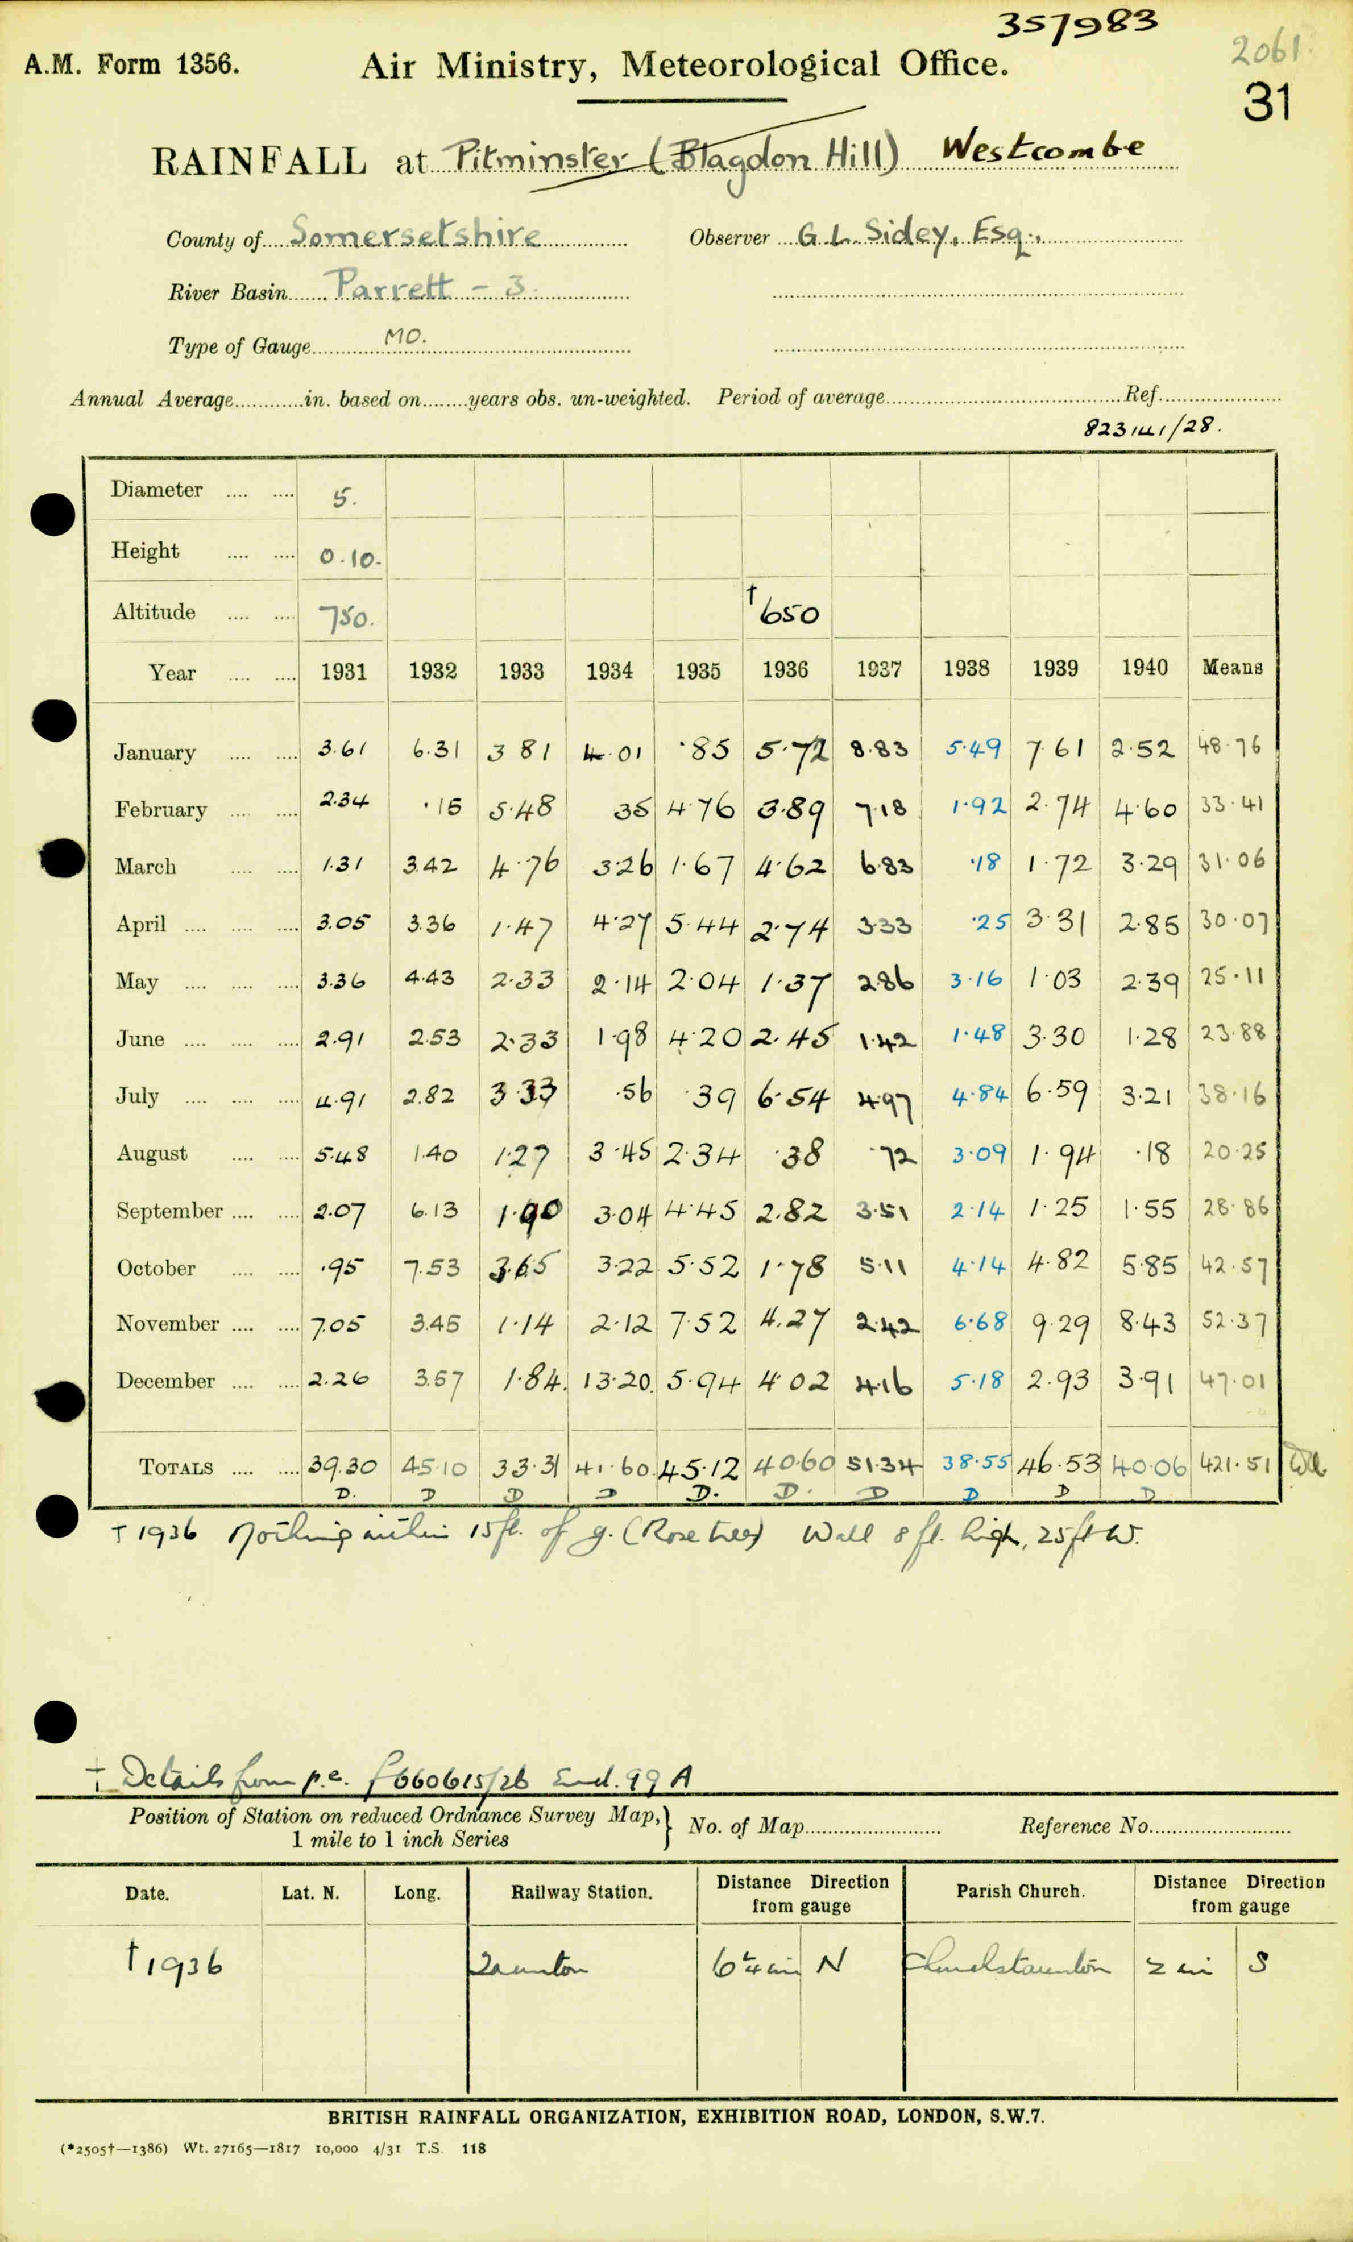 357983
2061
A.M. Form 1356. Air Ministry, Meteorological Office.
31
RAINFALL at Pitminster (Blagdon Hill) Westcombe
County of Somersetshire Observer G. L. Sidey, Esq.,
River Basin Parrett - 3.
Type of Gauge MO.
Annual Average in. based on years obs. un-weighted. Period of average Ref.
823141/28.
Diameter 5.
Height 0.10.
Altitude 750. †650
Year 1931 1932 1933 1934 1935 1936 1937 1938 1939 1940 Means
January 3.61 6.31 3 81 4.01 .85 5.72 8.83 5.49 7.61 2.52 48.76
February 2.34 .15 5.48 35 4.76 3.89 7.18 1.92 2.74 4.60 33.41
March 1.31 3.42 4.76 3.26 1.67 4.62 6.83 .18 1.72 3.29 31.06
April 3.05 3.36 1.47 4.27 5.44 2.74 3.33 .25 3.31 2.85 30.07
May 3.36 4.43 2.33 2.14 2.04 1.37 2.86 3.16 1.03 2.39 25.11
June 2.91 2.53 2.33 1.98 4.20 2.45 1.42 1.48 3.30 1.28 23.88
July 4.91 2.82 3.33 .56 .39 6.54 4.97 4.84 6.59 3.21 38.16
August 5.48 1.40 1.27 3.45 2.34 .38 .72 3.09 1.94 .18 20.25
September 2.07 6.13 1.90 3.04 4.45 2.82 3.51 2.14 1.25 1.55 28.86
October .95 7.53 3.65 3.22 5.52 1.78 5.11 4.14 4.82 5.85 42.57
November 7.05 3.45 1.14 2.12 7.52 4.27 2.42 6.68 9.29 8.43 52.37
December 2.26 3.57 1.84. 13.20. 5.94 4.02 4.16 5.18 2.93 3.91 47.01
TOTALS 39.30 45.10 33.31 41.60 45.12 40.60 51.34 38.55 46.53 40.06 421.51
D. D D D D. D. D D D D
† 1936 Nothing within 15ft. of g. (Rose trees) Wall 8 ft. high, 25ft W.
† Details from p.c. f660615/26 Encl. 99 A
Position of Station on reduced Ordnance Survey Map, } No. of Map Reference No.
1 mile to 1 inch Series
Date. Lat. N. Long. Railway Station. Distance Direction from gauge Parish Church. Distance Direction from gauge
†1936 Taunton 6¼ mi N Churchstaunton 2 mi S
BRITISH RAINFALL ORGANIZATION, EXHIBITION ROAD, LONDON, S.W.7.
(*2505†—1386) Wt. 27165—1817 10,000 4/31 T.S. 118